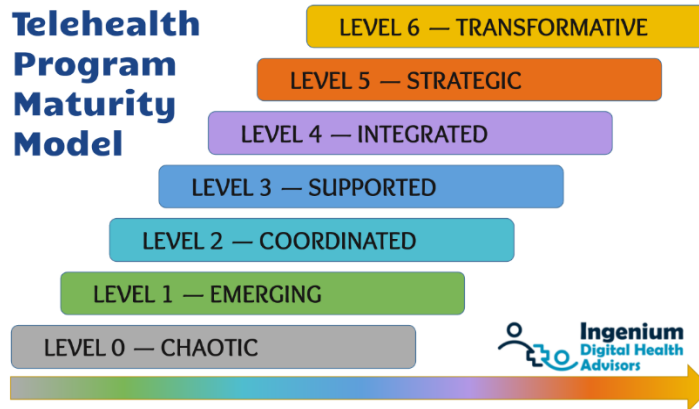 Telehealth
Program
Maturity
Model
LEVEL 6 — TRANSFORMATIVE
LEVEL 5 — STRATEGIC
LEVEL 4 — INTEGRATED
LEVEL 3 — SUPPORTED
LEVEL 2 — COORDINATED
LEVEL 1 — EMERGING
LEVEL 0 — CHAOTIC
Ingenium
Digital Health
Advisors